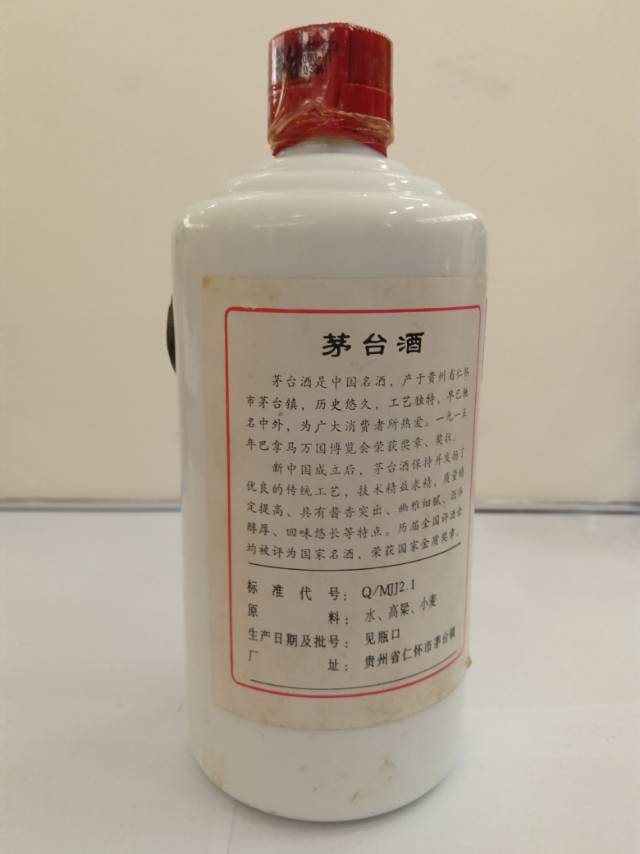 茅台酒
茅台酒是中国名酒，产于贵州省仁怀
市茅台镇，历史悠久，工艺独特，早已驰
名中外，为广大消费者所热爱。一九一五
年巴拿马万国博览会荣获奖章、奖状。
新中国成立后，茅台酒保持并发扬了
优良的传统工艺，技术精益求精，质量稳
定提高、具有酱香突出、幽雅细腻、酒体
醇厚、回味悠长等特点。历届全国评酒会
均被评为国家名酒，荣获国家金质奖章。
标准代号：Q/MJJ2.1
原料：水、高粱、小麦
生产日期及批号：见瓶口
厂址：贵州省仁怀市茅台镇